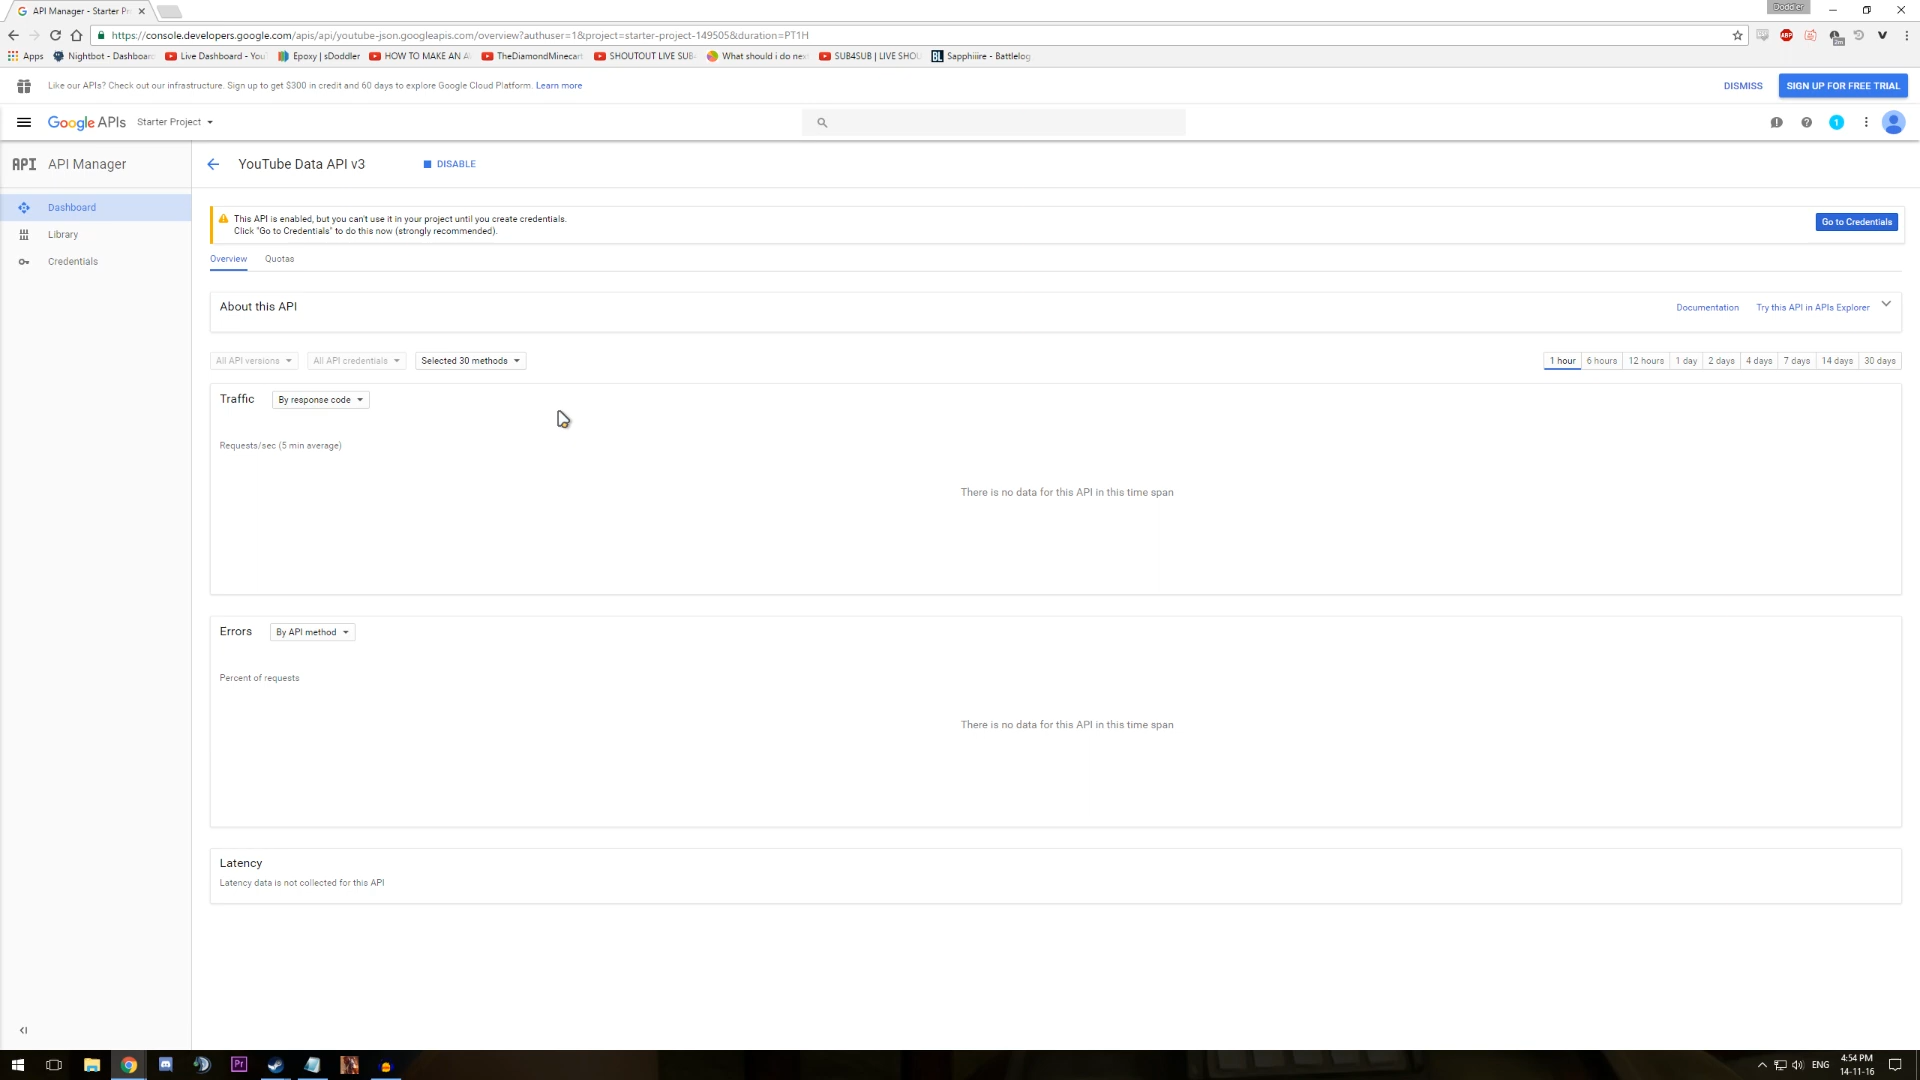 API Manager - Starter Pr
Doddler
https://console.developers.google.com/apis/api/youtube-json.googleapis.com/overview?authuser=1&project=starter-project-149505&duration=PT1H
Apps Nightbot - Dashboard Live Dashboard - You Epoxy | sDoddler HOW TO MAKE AN A TheDiamondMinecart SHOUTOUT LIVE SUB What should i do nex SUB4SUB | LIVE SHOU BL Sapphiiire - Battlelog
Like our APIs? Check out our infrastructure. Sign up to get $300 in credit and 60 days to explore Google Cloud Platform. Learn more
DISMISS SIGN UP FOR FREE TRIAL
Google APIs Starter Project
1
API API Manager
YouTube Data API v3 DISABLE
Dashboard
Library
Credentials
This API is enabled, but you can't use it in your project until you create credentials.
Click "Go to Credentials" to do this now (strongly recommended).
Go to Credentials
Overview Quotas
About this API
Documentation Try this API in APIs Explorer
All API versions All API credentials Selected 30 methods
1 hour 6 hours 12 hours 1 day 2 days 4 days 7 days 14 days 30 days
Traffic By response code
Requests/sec (5 min average)
There is no data for this API in this time span
Errors By API method
Percent of requests
There is no data for this API in this time span
Latency
Latency data is not collected for this API
Pr
ENG
4:54 PM
14-11-16